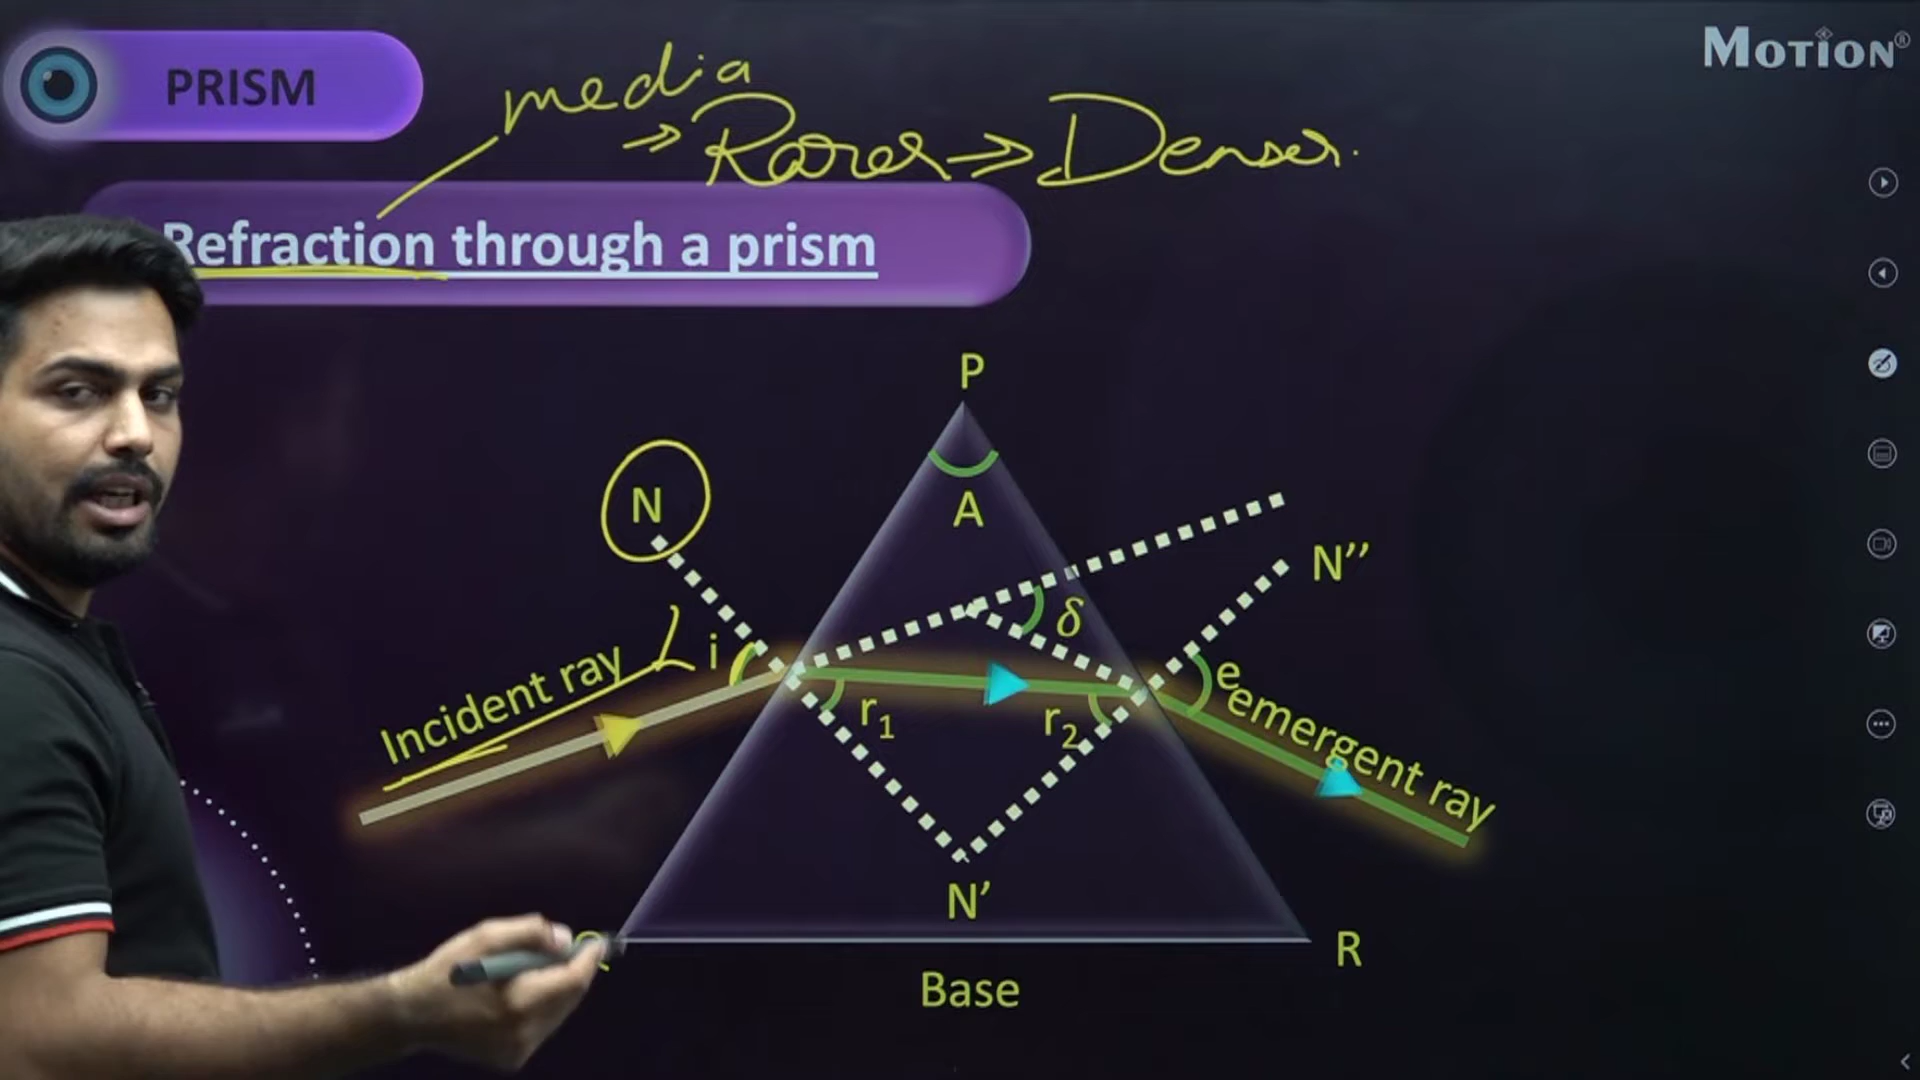 PRISM
MOTION®
media
⇒ Rarer ⇒ Denser.
Refraction through a prism
P
N
A
N’’
δ
∠ i
Incident ray
e
r₁
r₂
emergent ray
N’
Q
R
Base